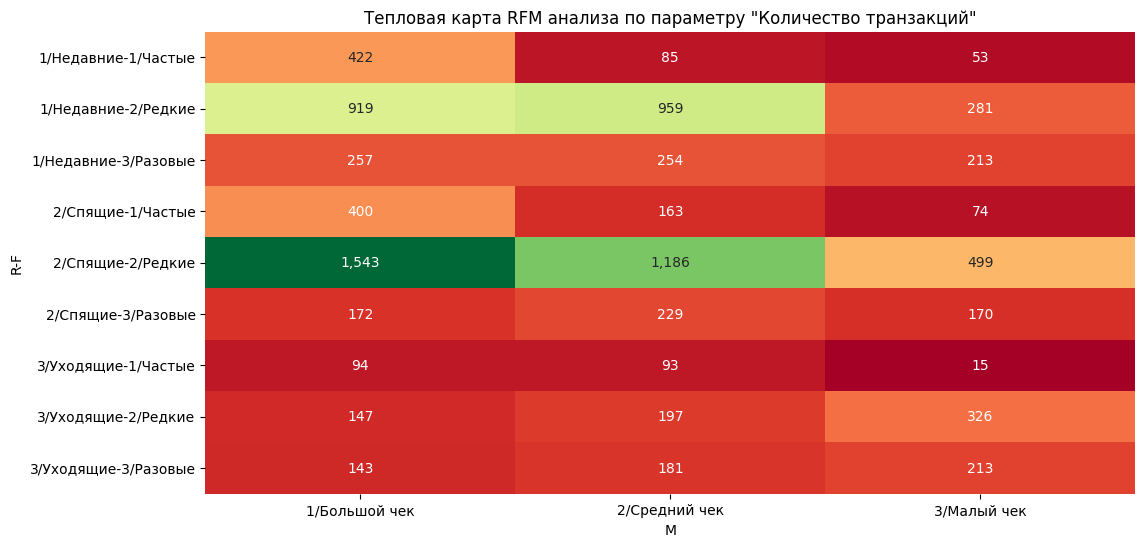 Тепловая карта RFM анализа по параметру "Количество транзакций"
R-F
1/Недавние-1/Частые 422 85 53
1/Недавние-2/Редкие 919 959 281
1/Недавние-3/Разовые 257 254 213
2/Спящие-1/Частые 400 163 74
2/Спящие-2/Редкие 1,543 1,186 499
2/Спящие-3/Разовые 172 229 170
3/Уходящие-1/Частые 94 93 15
3/Уходящие-2/Редкие 147 197 326
3/Уходящие-3/Разовые 143 181 213
1/Большой чек 2/Средний чек 3/Малый чек
M